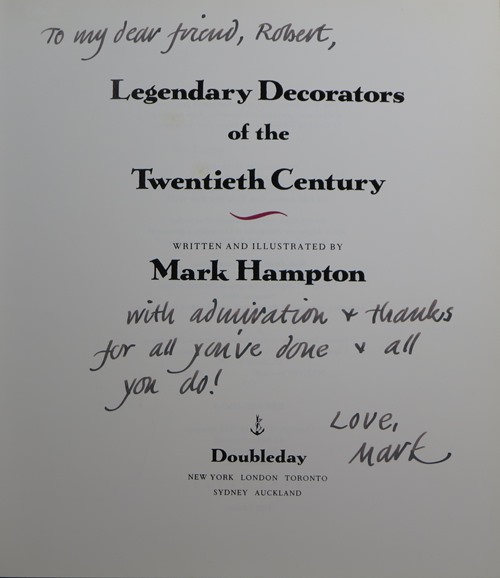 To my dear friend, Robert,
Legendary Decorators
of the
Twentieth Century
WRITTEN AND ILLUSTRATED BY
Mark Hampton
with admiration + thanks
for all you've done + all
you do!
Love,
Mark
Doubleday
NEW YORK LONDON TORONTO
SYDNEY AUCKLAND